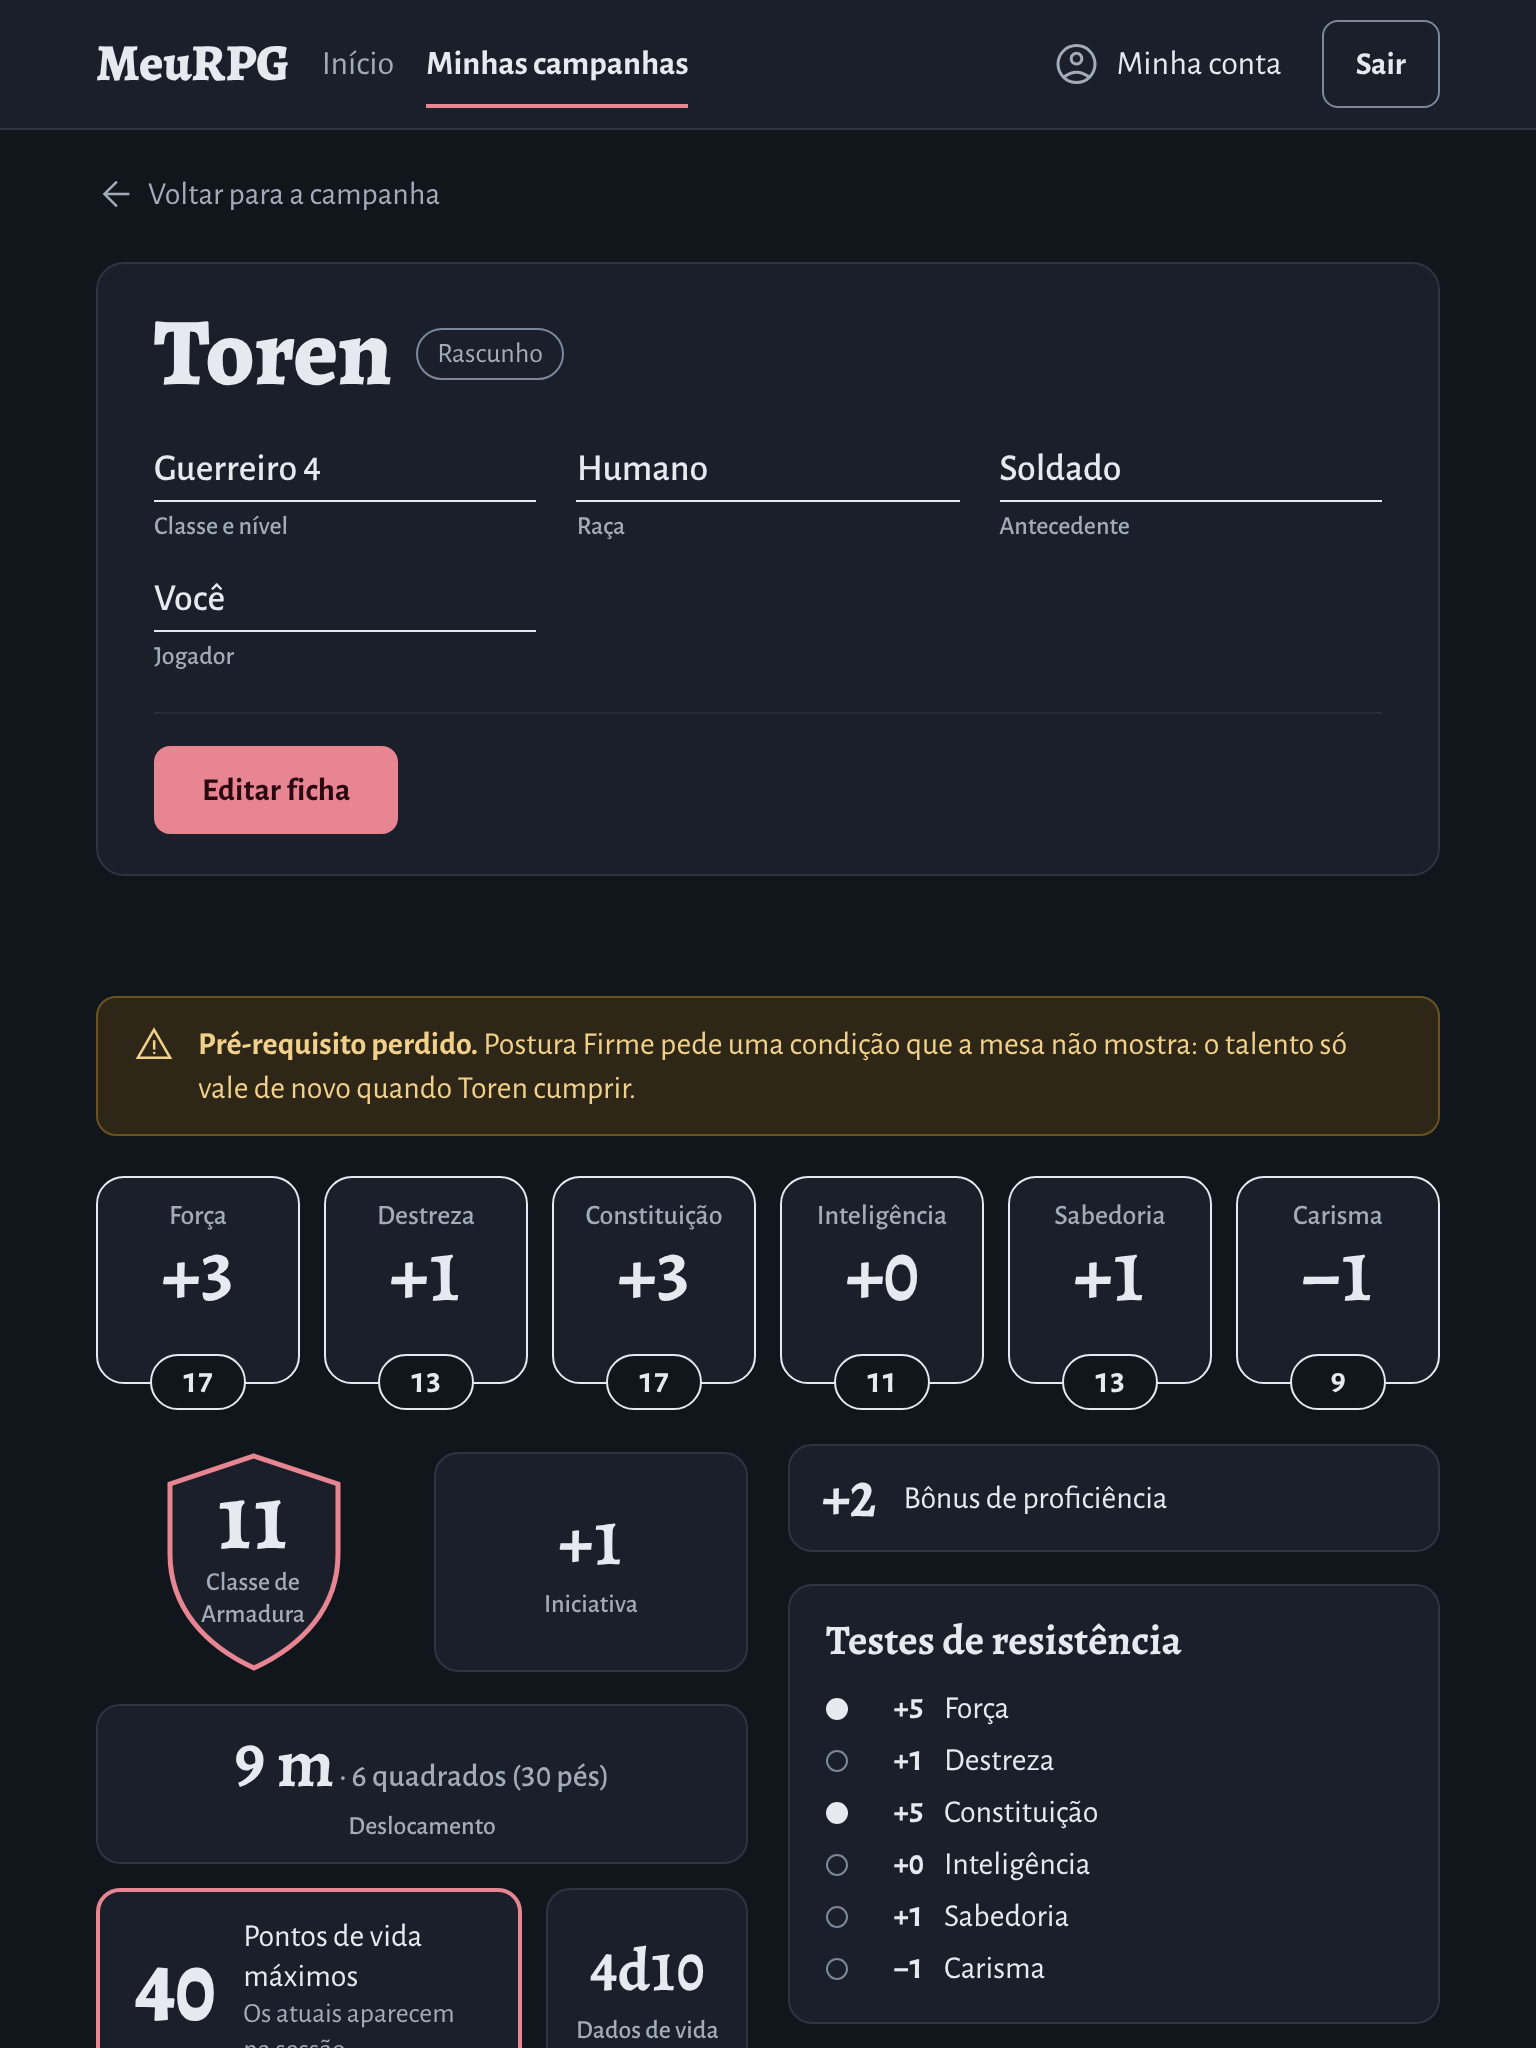 MeuRPG Início Minhas campanhas Minha conta Sair
Voltar para a campanha
Toren Rascunho
Guerreiro 4 Humano Soldado
Classe e nível Raça Antecedente
Você
Jogador
Editar ficha
Pré-requisito perdido. Postura Firme pede uma condição que a mesa não mostra: o talento só
vale de novo quando Toren cumprir.
Força Destreza Constituição Inteligência Sabedoria Carisma
+3 +1 +3 +0 +1 −1
17 13 17 11 13 9
11
Classe de
Armadura
+1
Iniciativa
9 m · 6 quadrados (30 pés)
Deslocamento
40
Pontos de vida
máximos
Os atuais aparecem
na sessão
4d10
Dados de vida
+2 Bônus de proficiência
Testes de resistência
+5 Força
+1 Destreza
+5 Constituição
+0 Inteligência
+1 Sabedoria
−1 Carisma